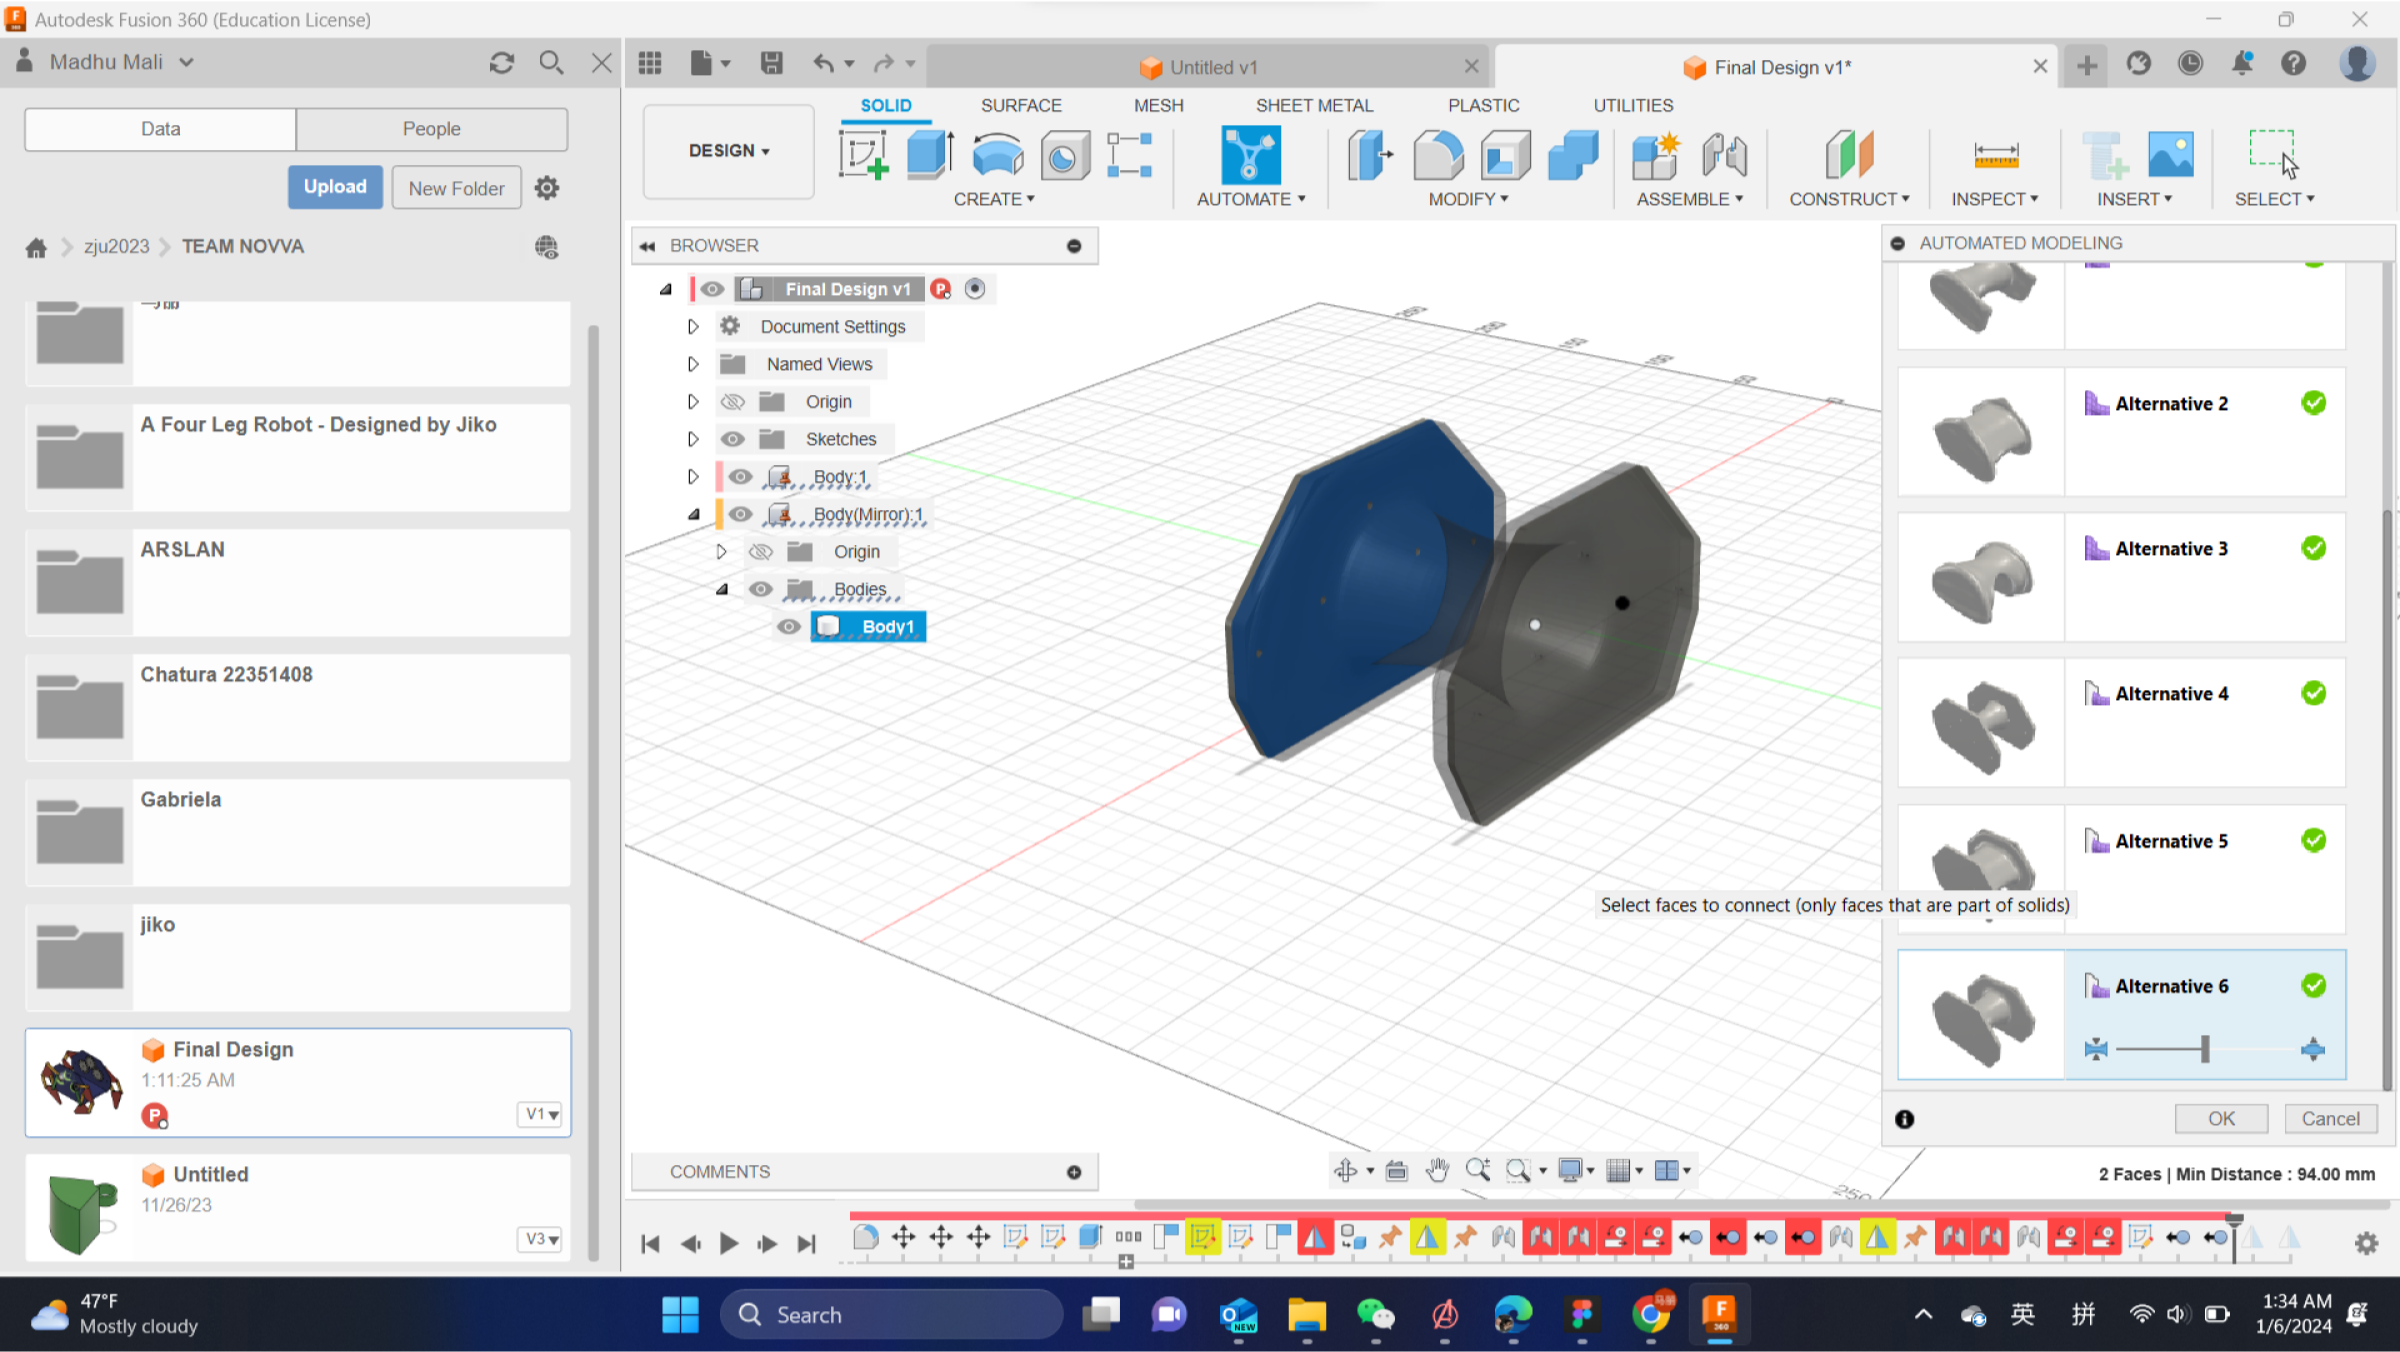 Autodesk Fusion 360 (Education License)
Madhu Mali
Untitled v1
Final Design v1*
Data
People
Upload
New Folder
zju2023
TEAM NOVVA
A Four Leg Robot - Designed by Jiko
ARSLAN
Chatura 22351408
Gabriela
jiko
Final Design
1:11:25 AM
P
V1
Untitled
11/26/23
V3
DESIGN
SOLID
SURFACE
MESH
SHEET METAL
PLASTIC
UTILITIES
CREATE
AUTOMATE
MODIFY
ASSEMBLE
CONSTRUCT
INSPECT
INSERT
SELECT
BROWSER
Final Design v1
P
Document Settings
Named Views
Origin
Sketches
Body:1
Body(Mirror):1
Origin
Bodies
Body1
250
AUTOMATED MODELING
Alternative 2
Alternative 3
Alternative 4
Alternative 5
Select faces to connect (only faces that are part of solids)
Alternative 6
OK
Cancel
COMMENTS
2 Faces | Min Distance : 94.00 mm
47°F
Mostly cloudy
Search
NEW
F
360
英
拼
1:34 AM
1/6/2024